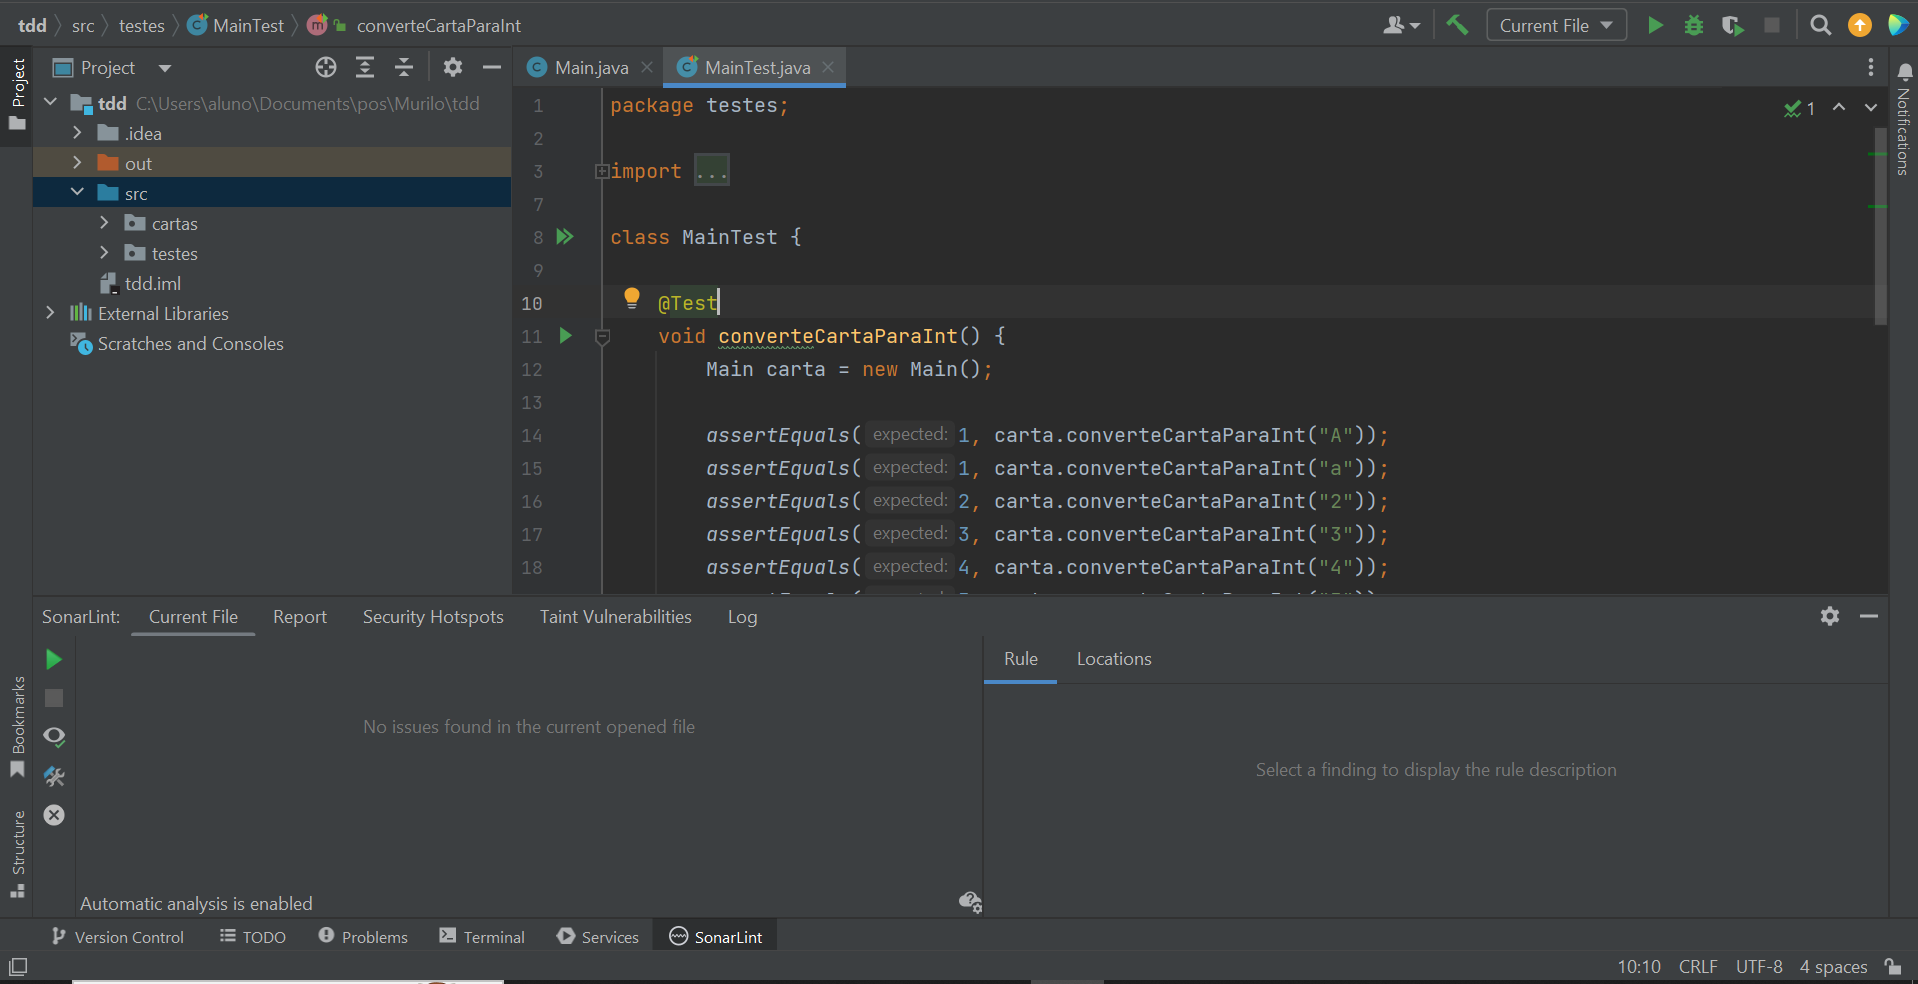 tdd src testes MainTest converteCartaParaInt
Current File
Project
Project
tdd C:\Users\aluno\Documents\pos\Murilo\tdd
.idea
out
src
cartas
testes
tdd.iml
External Libraries
Scratches and Consoles
Main.java
MainTest.java
1 package testes;
2
3 import ...
7
8 class MainTest {
9
10 @Test
11 void converteCartaParaInt() {
12 Main carta = new Main();
13
14 assertEquals( expected: 1, carta.converteCartaParaInt("A"));
15 assertEquals( expected: 1, carta.converteCartaParaInt("a"));
16 assertEquals( expected: 2, carta.converteCartaParaInt("2"));
17 assertEquals( expected: 3, carta.converteCartaParaInt("3"));
18 assertEquals( expected: 4, carta.converteCartaParaInt("4"));
1
Notifications
SonarLint: Current File Report Security Hotspots Taint Vulnerabilities Log
No issues found in the current opened file
Automatic analysis is enabled
Rule Locations
Select a finding to display the rule description
Bookmarks
Structure
Version Control TODO Problems Terminal Services SonarLint
10:10 CRLF UTF-8 4 spaces